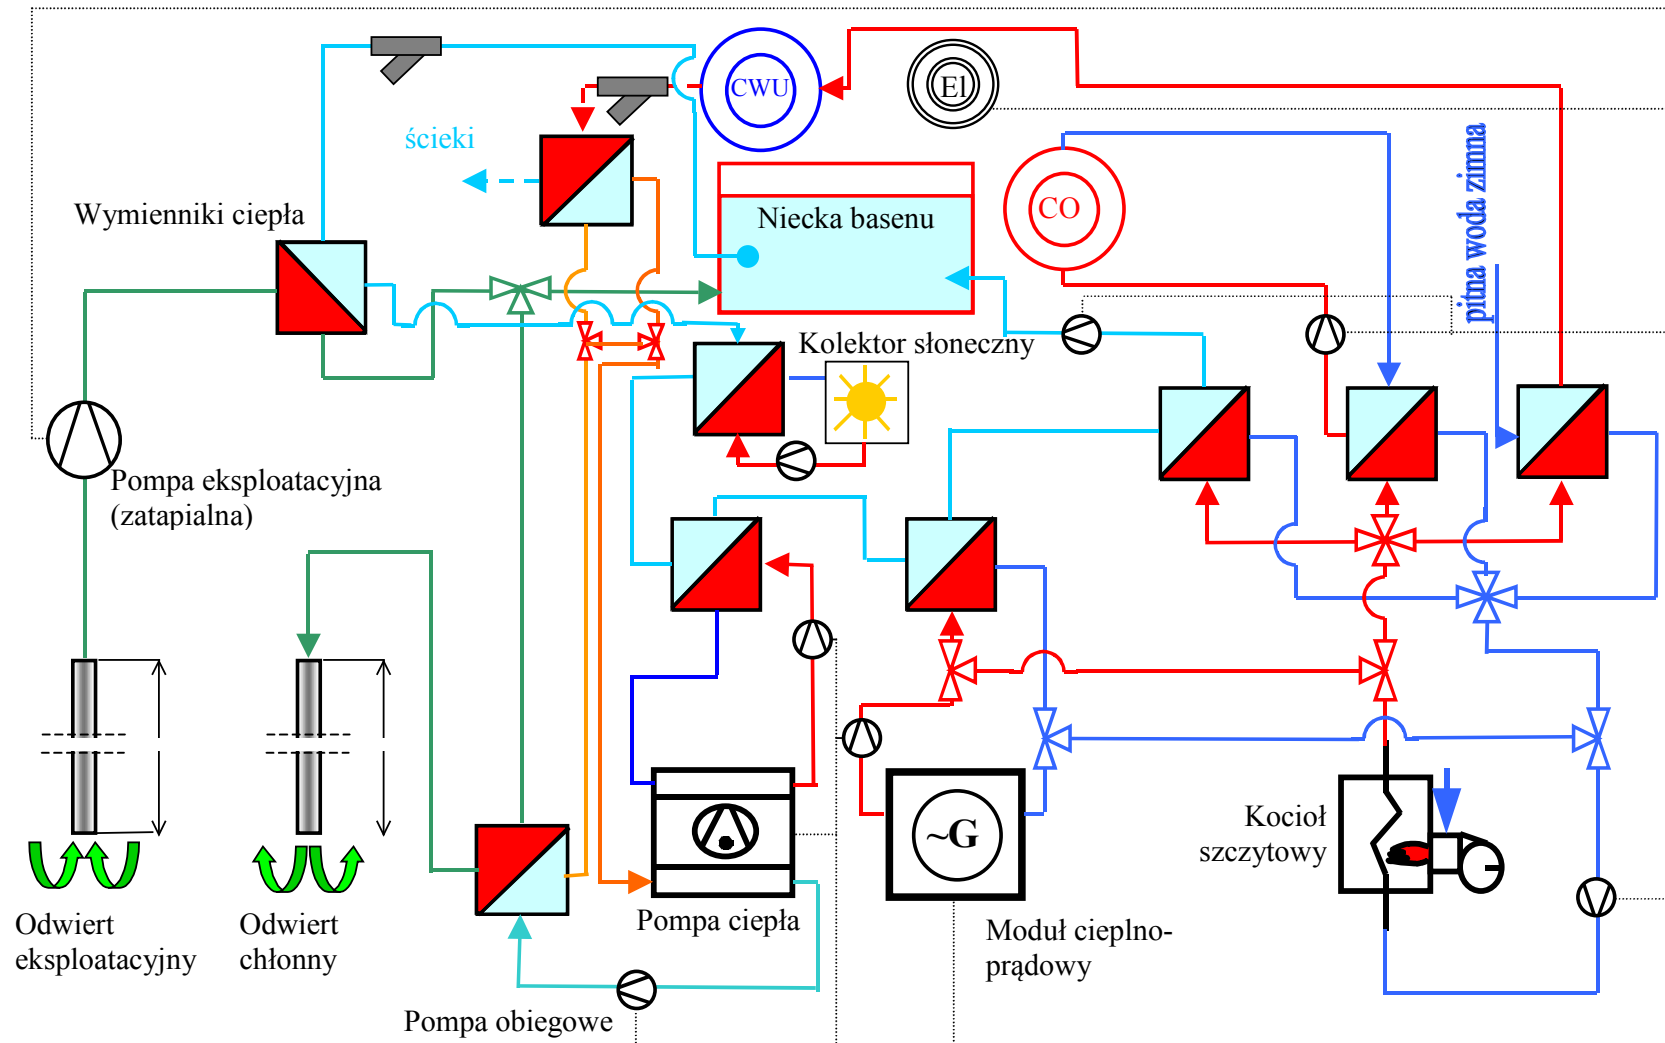 CWU
El
ścieki
Wymienniki ciepła
Niecka basenu
CO
pitna woda zimna
Kolektor słoneczny
Pompa eksploatacyjna
(zatapialna)
~G
Kocioł
szczytowy
Odwiert
eksploatacyjny
Odwiert
chłonny
Pompa ciepła
Moduł cieplno-
prądowy
Pompa obiegowe